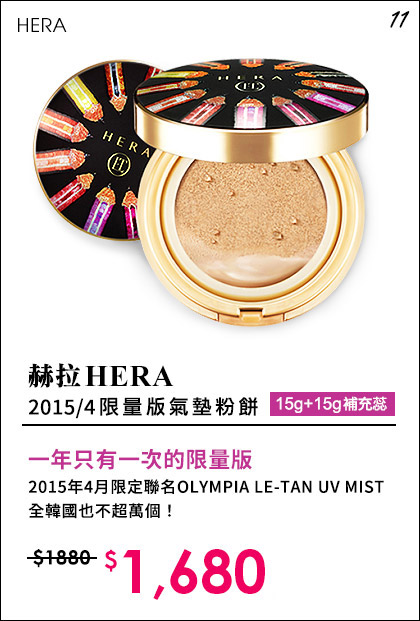 HERA
11
HERA
HERA
赫拉HERA
2015/4限量版氣墊粉餅 15g+15g補充蕊
一年只有一次的限量版
2015年4月限定聯名OLYMPIA LE-TAN UV MIST
全韓國也不超萬個！
$1880 $1,680